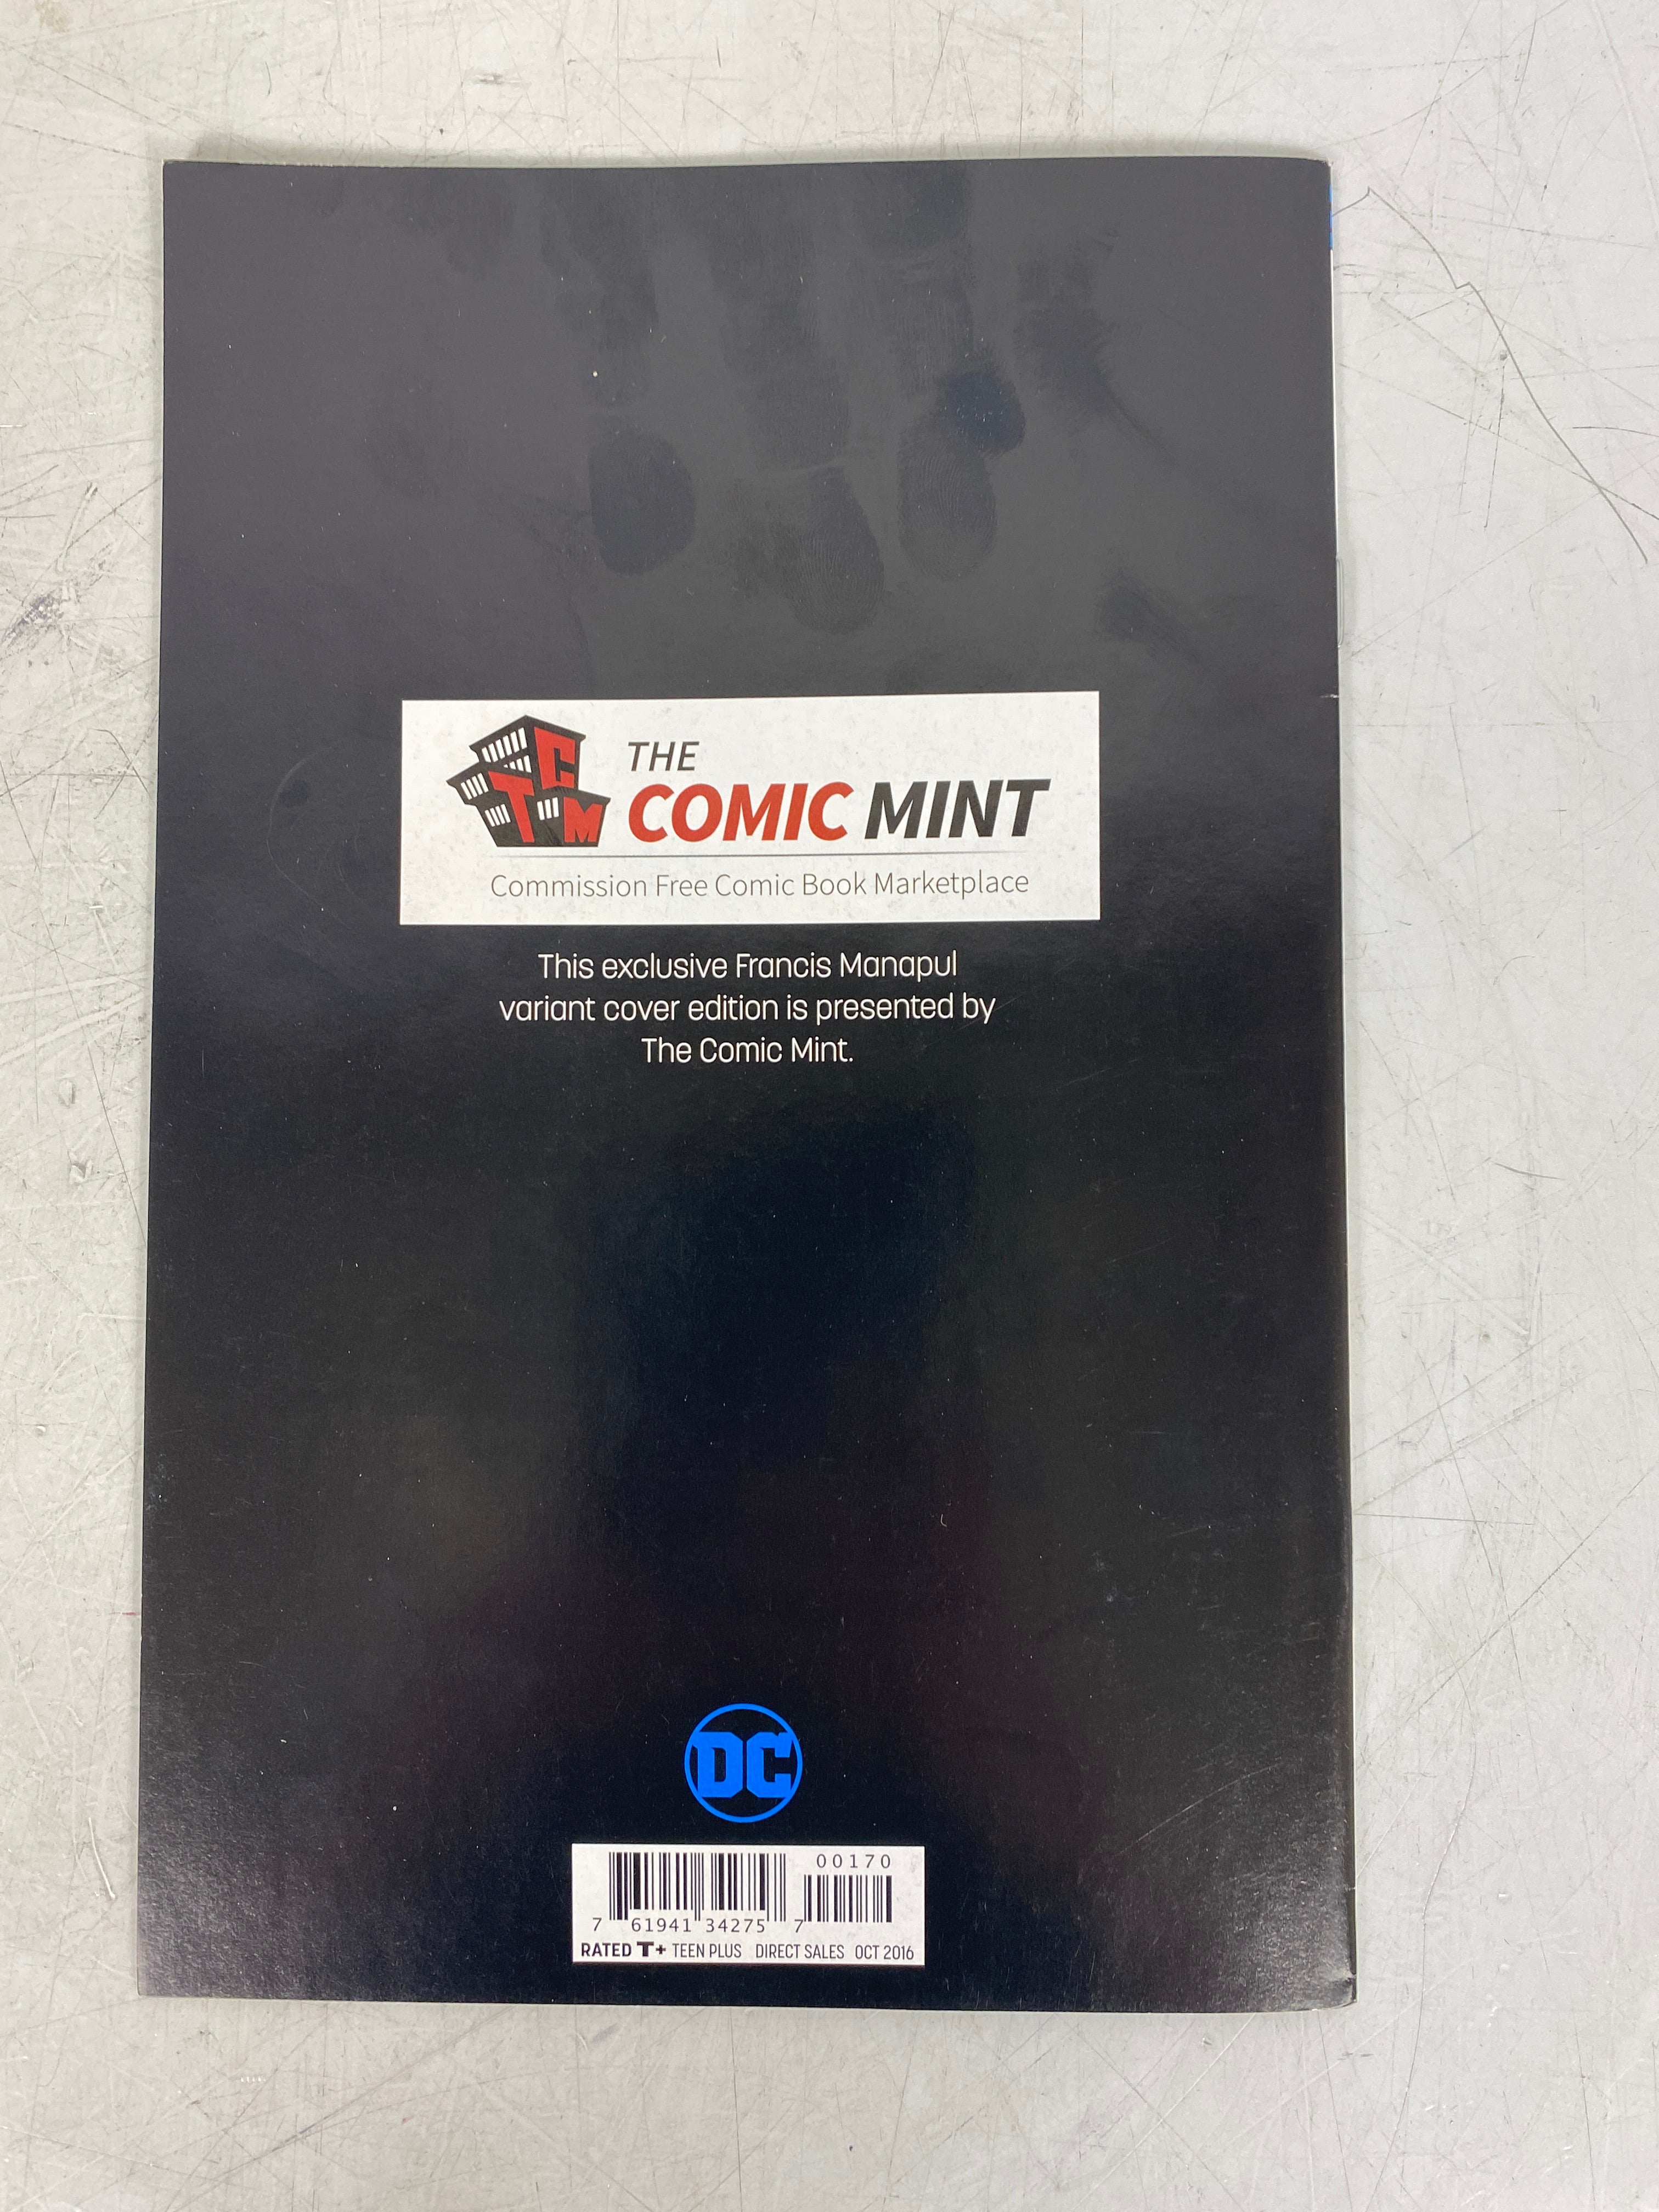 C
T
M
THE
COMIC MINT
Commission Free Comic Book Marketplace
This exclusive Francis Manapul
variant cover edition is presented by
The Comic Mint.
DC
00170
7 61941 34275 7
RATED T+ TEEN PLUS DIRECT SALES OCT 2016